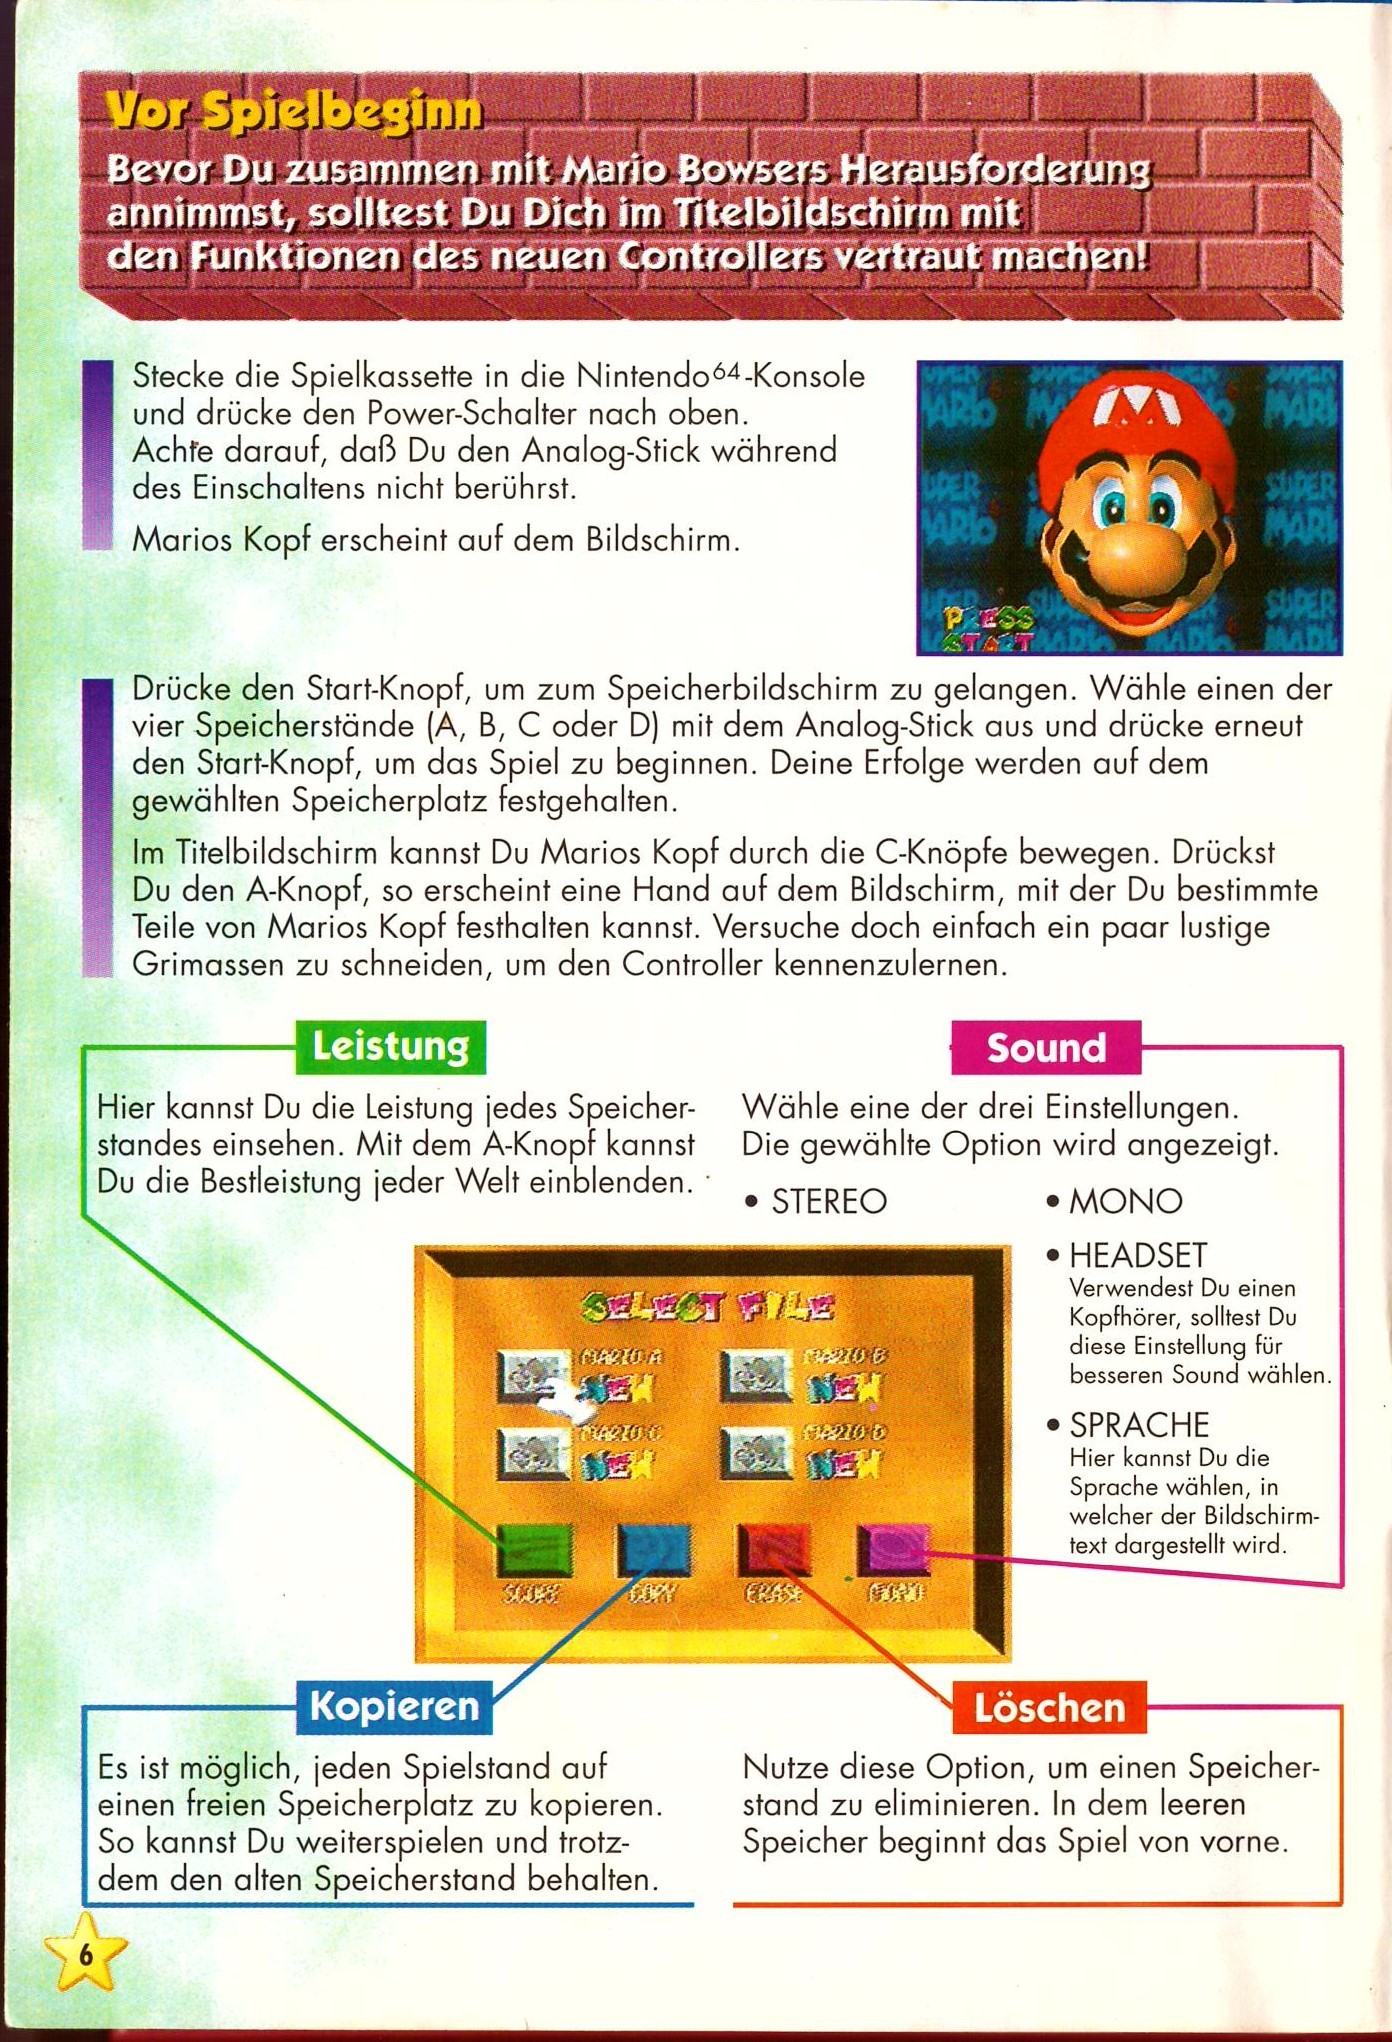 Vor Spielbeginn
Bevor Du zusammen mit Mario Bowsers Herausforderung
annimmst, solltest Du Dich im Titelbildschirm mit
den Funktionen des neuen Controllers vertraut machen!
Stecke die Spielkassette in die Nintendo64-Konsole
und drücke den Power-Schalter nach oben.
Achte darauf, daß Du den Analog-Stick während
des Einschaltens nicht berührst.
Marios Kopf erscheint auf dem Bildschirm.
PRESS
START
Drücke den Start-Knopf, um zum Speicherbildschirm zu gelangen. Wähle einen der
vier Speicherstände (A, B, C oder D) mit dem Analog-Stick aus und drücke erneut
den Start-Knopf, um das Spiel zu beginnen. Deine Erfolge werden auf dem
gewählten Speicherplatz festgehalten.
Im Titelbildschirm kannst Du Marios Kopf durch die C-Knöpfe bewegen. Drückst
Du den A-Knopf, so erscheint eine Hand auf dem Bildschirm, mit der Du bestimmte
Teile von Marios Kopf festhalten kannst. Versuche doch einfach ein paar lustige
Grimassen zu schneiden, um den Controller kennenzulernen.
Leistung
Hier kannst Du die Leistung jedes Speicher-
standes einsehen. Mit dem A-Knopf kannst
Du die Bestleistung jeder Welt einblenden.
Sound
Wähle eine der drei Einstellungen.
Die gewählte Option wird angezeigt.
• STEREO
• MONO
• HEADSET
Verwendest Du einen
Kopfhörer, solltest Du
diese Einstellung für
besseren Sound wählen.
• SPRACHE
Hier kannst Du die
Sprache wählen, in
welcher der Bildschirm-
text dargestellt wird.
SELECT FILE
MARIO A
NEW
MARIO B
NEW
MARIO C
NEW
MARIO D
NEW
SCORE
COPY
ERASE
MONO
Kopieren
Es ist möglich, jeden Spielstand auf
einen freien Speicherplatz zu kopieren.
So kannst Du weiterspielen und trotz-
dem den alten Speicherstand behalten.
Löschen
Nutze diese Option, um einen Speicher-
stand zu eliminieren. In dem leeren
Speicher beginnt das Spiel von vorne.
6